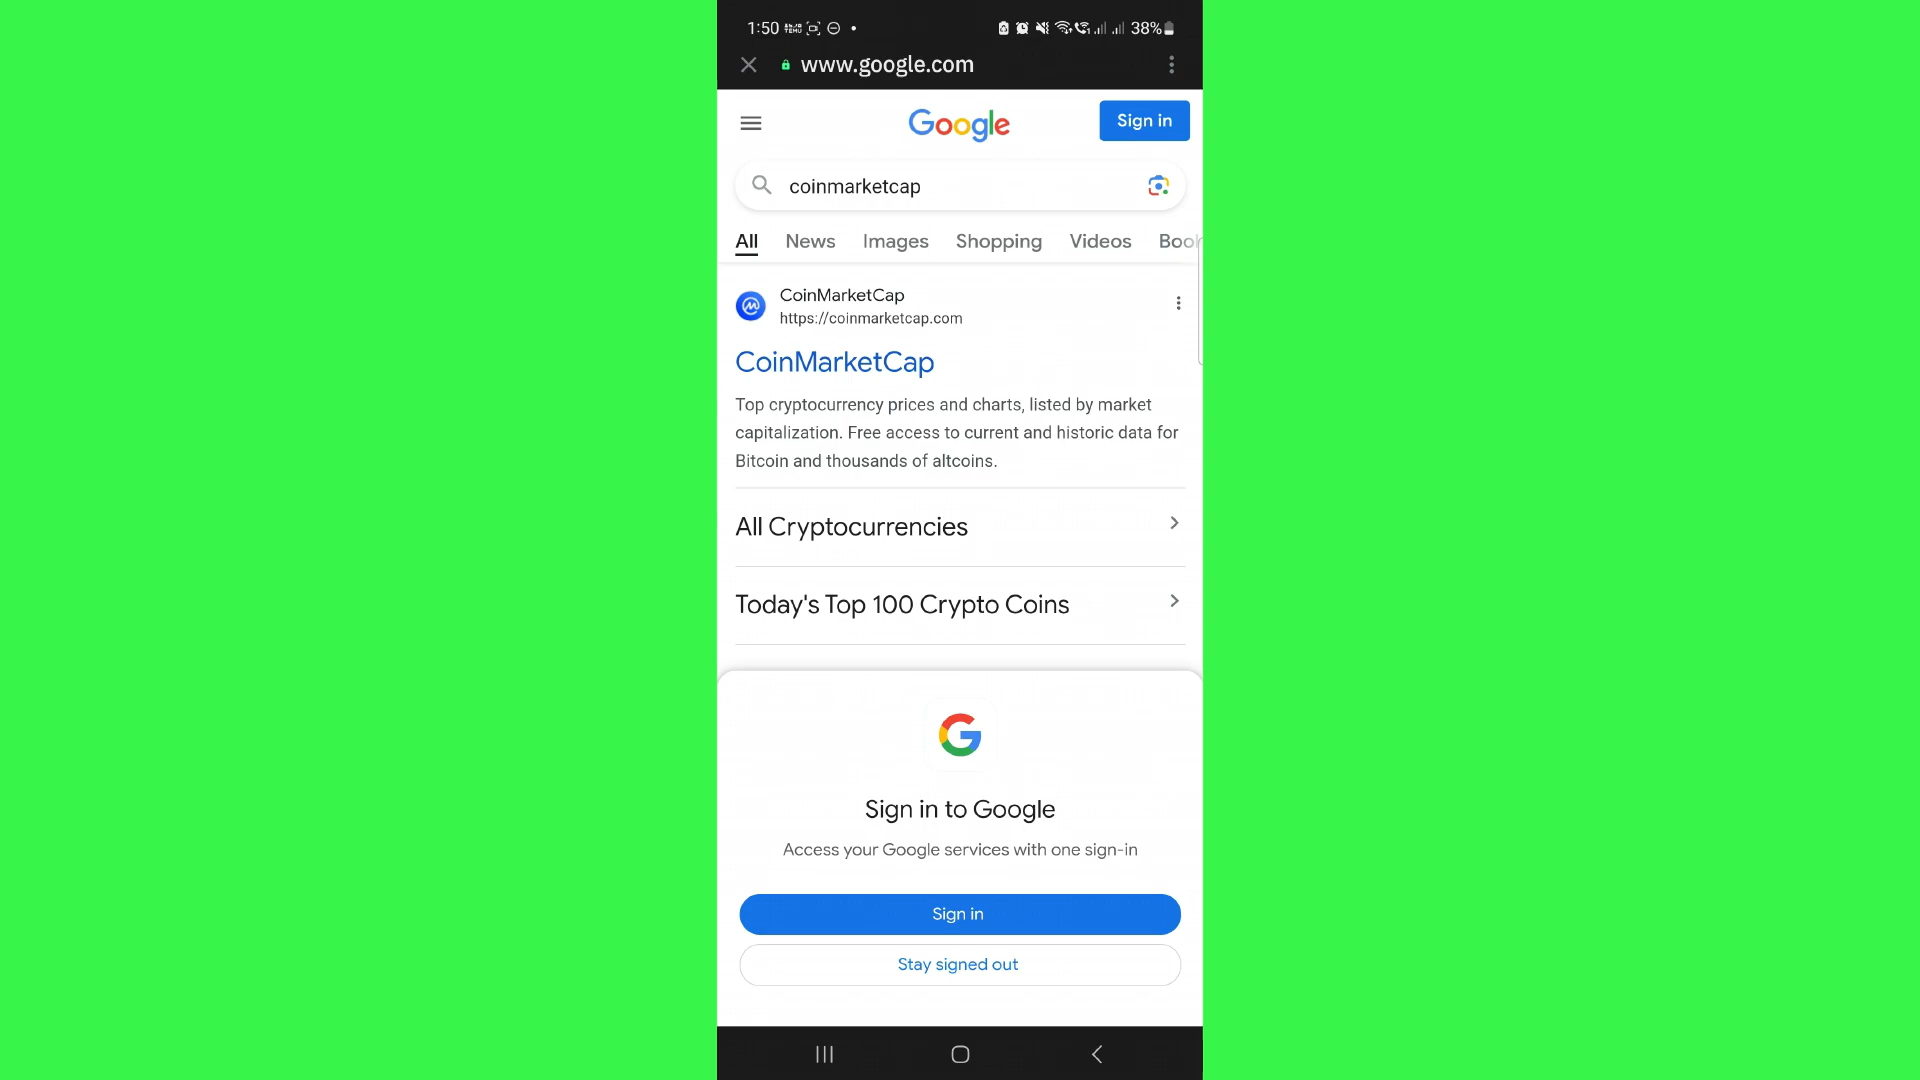 1:50
38%
www.google.com
Google
Sign in
coinmarketcap
All News Images Shopping Videos
CoinMarketCap
https://coinmarketcap.com
CoinMarketCap
Top cryptocurrency prices and charts, listed by market
capitalization. Free access to current and historic data for
Bitcoin and thousands of altcoins.
All Cryptocurrencies
Today's Top 100 Crypto Coins
Sign in to Google
Access your Google services with one sign-in
Sign in
Stay signed out